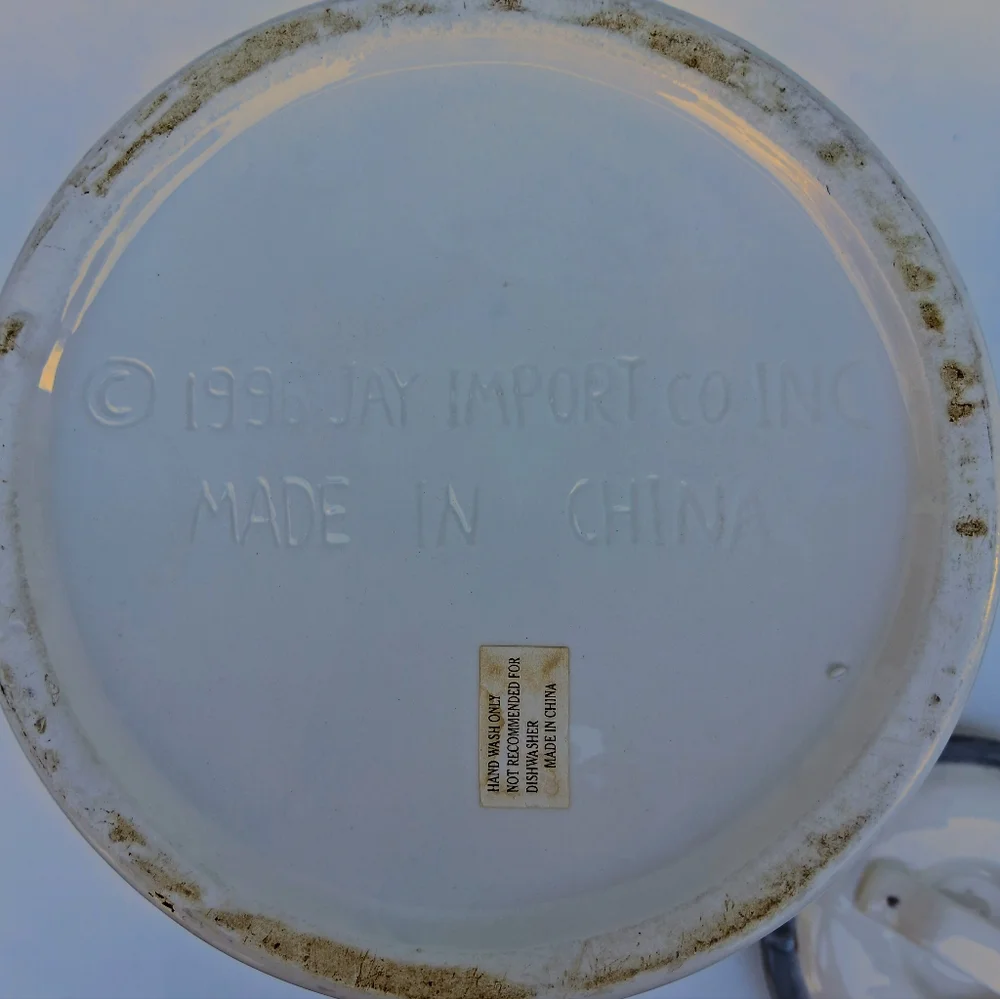 © 1996 JAY IMPORT CO INC
MADE IN CHINA
HAND WASH ONLY
NOT RECOMMENDED FOR
DISHWASHER
MADE IN CHINA